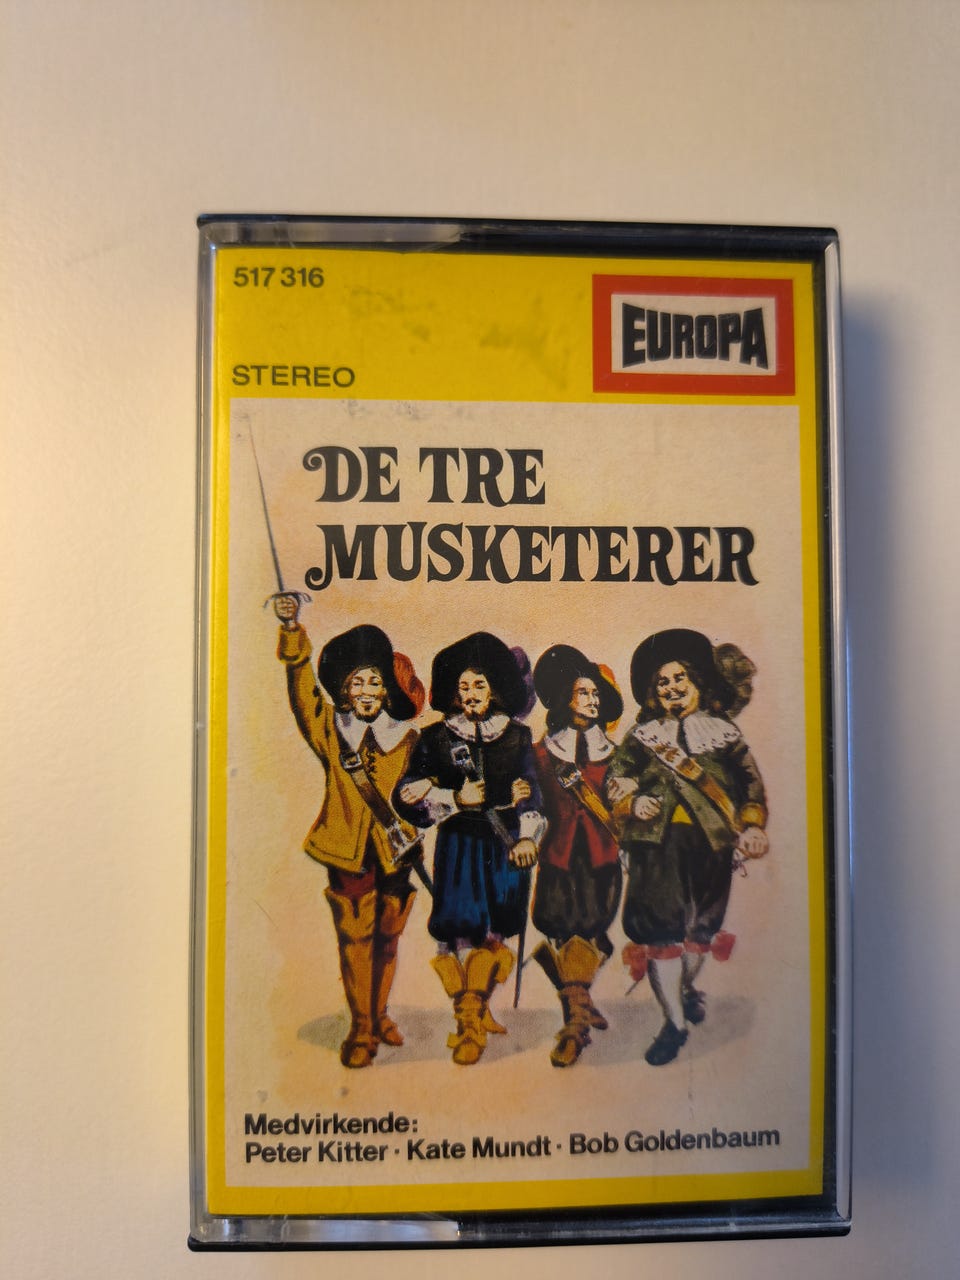 517 316
EUROPA
STEREO
DE TRE
MUSKETERER
Medvirkende:
Peter Kitter · Kate Mundt · Bob Goldenbaum